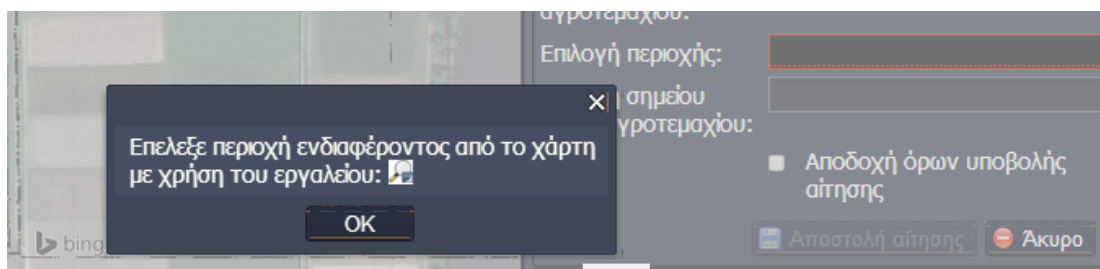 αγροτεμαχίου:
Επιλογή περιοχής:
σημείου
γροτεμαχίου:
Επελεξε περιοχή ενδιαφέροντος από το χάρτη
με χρήση του εργαλείου:
OK
Αποδοχή όρων υποβολής
αίτησης
bing
Αποστολή αίτησης
Άκυρο